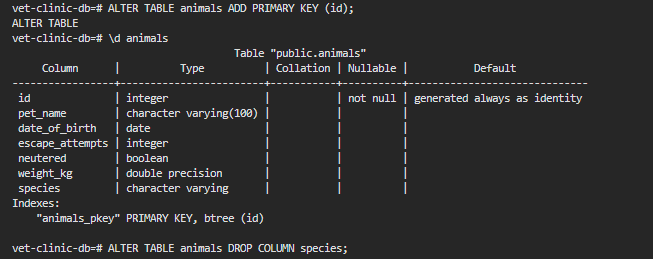 vet-clinic-db=# ALTER TABLE animals ADD PRIMARY KEY (id);
ALTER TABLE
vet-clinic-db=# \d animals
                                Table "public.animals"
     Column      |          Type          | Collation | Nullable |           Default
-----------------+------------------------+-----------+----------+------------------------------
 id              | integer                |           | not null | generated always as identity
 pet_name        | character varying(100) |           |          |
 date_of_birth   | date                   |           |          |
 escape_attempts | integer                |           |          |
 neutered        | boolean                |           |          |
 weight_kg       | double precision       |           |          |
 species         | character varying      |           |          |
Indexes:
    "animals_pkey" PRIMARY KEY, btree (id)
vet-clinic-db=# ALTER TABLE animals DROP COLUMN species;